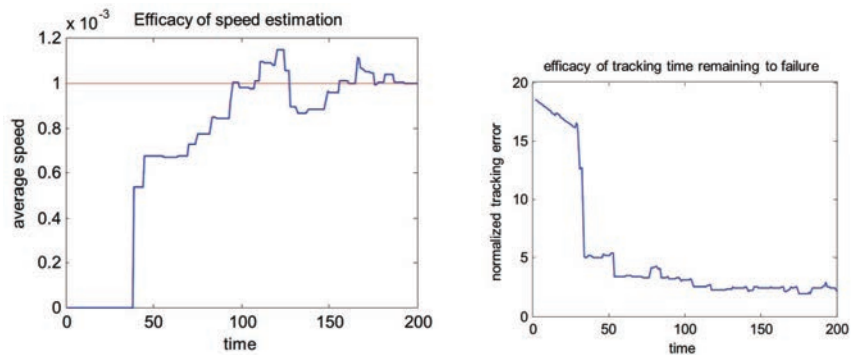 × 10⁻³
Efficacy of speed estimation
1.2
1
0.8
0.6
0.4
0.2
0
average speed
0 50 100 150 200
time
efficacy of tracking time remaining to failure
20
15
10
5
0
normalized tracking error
0 50 100 150 200
time